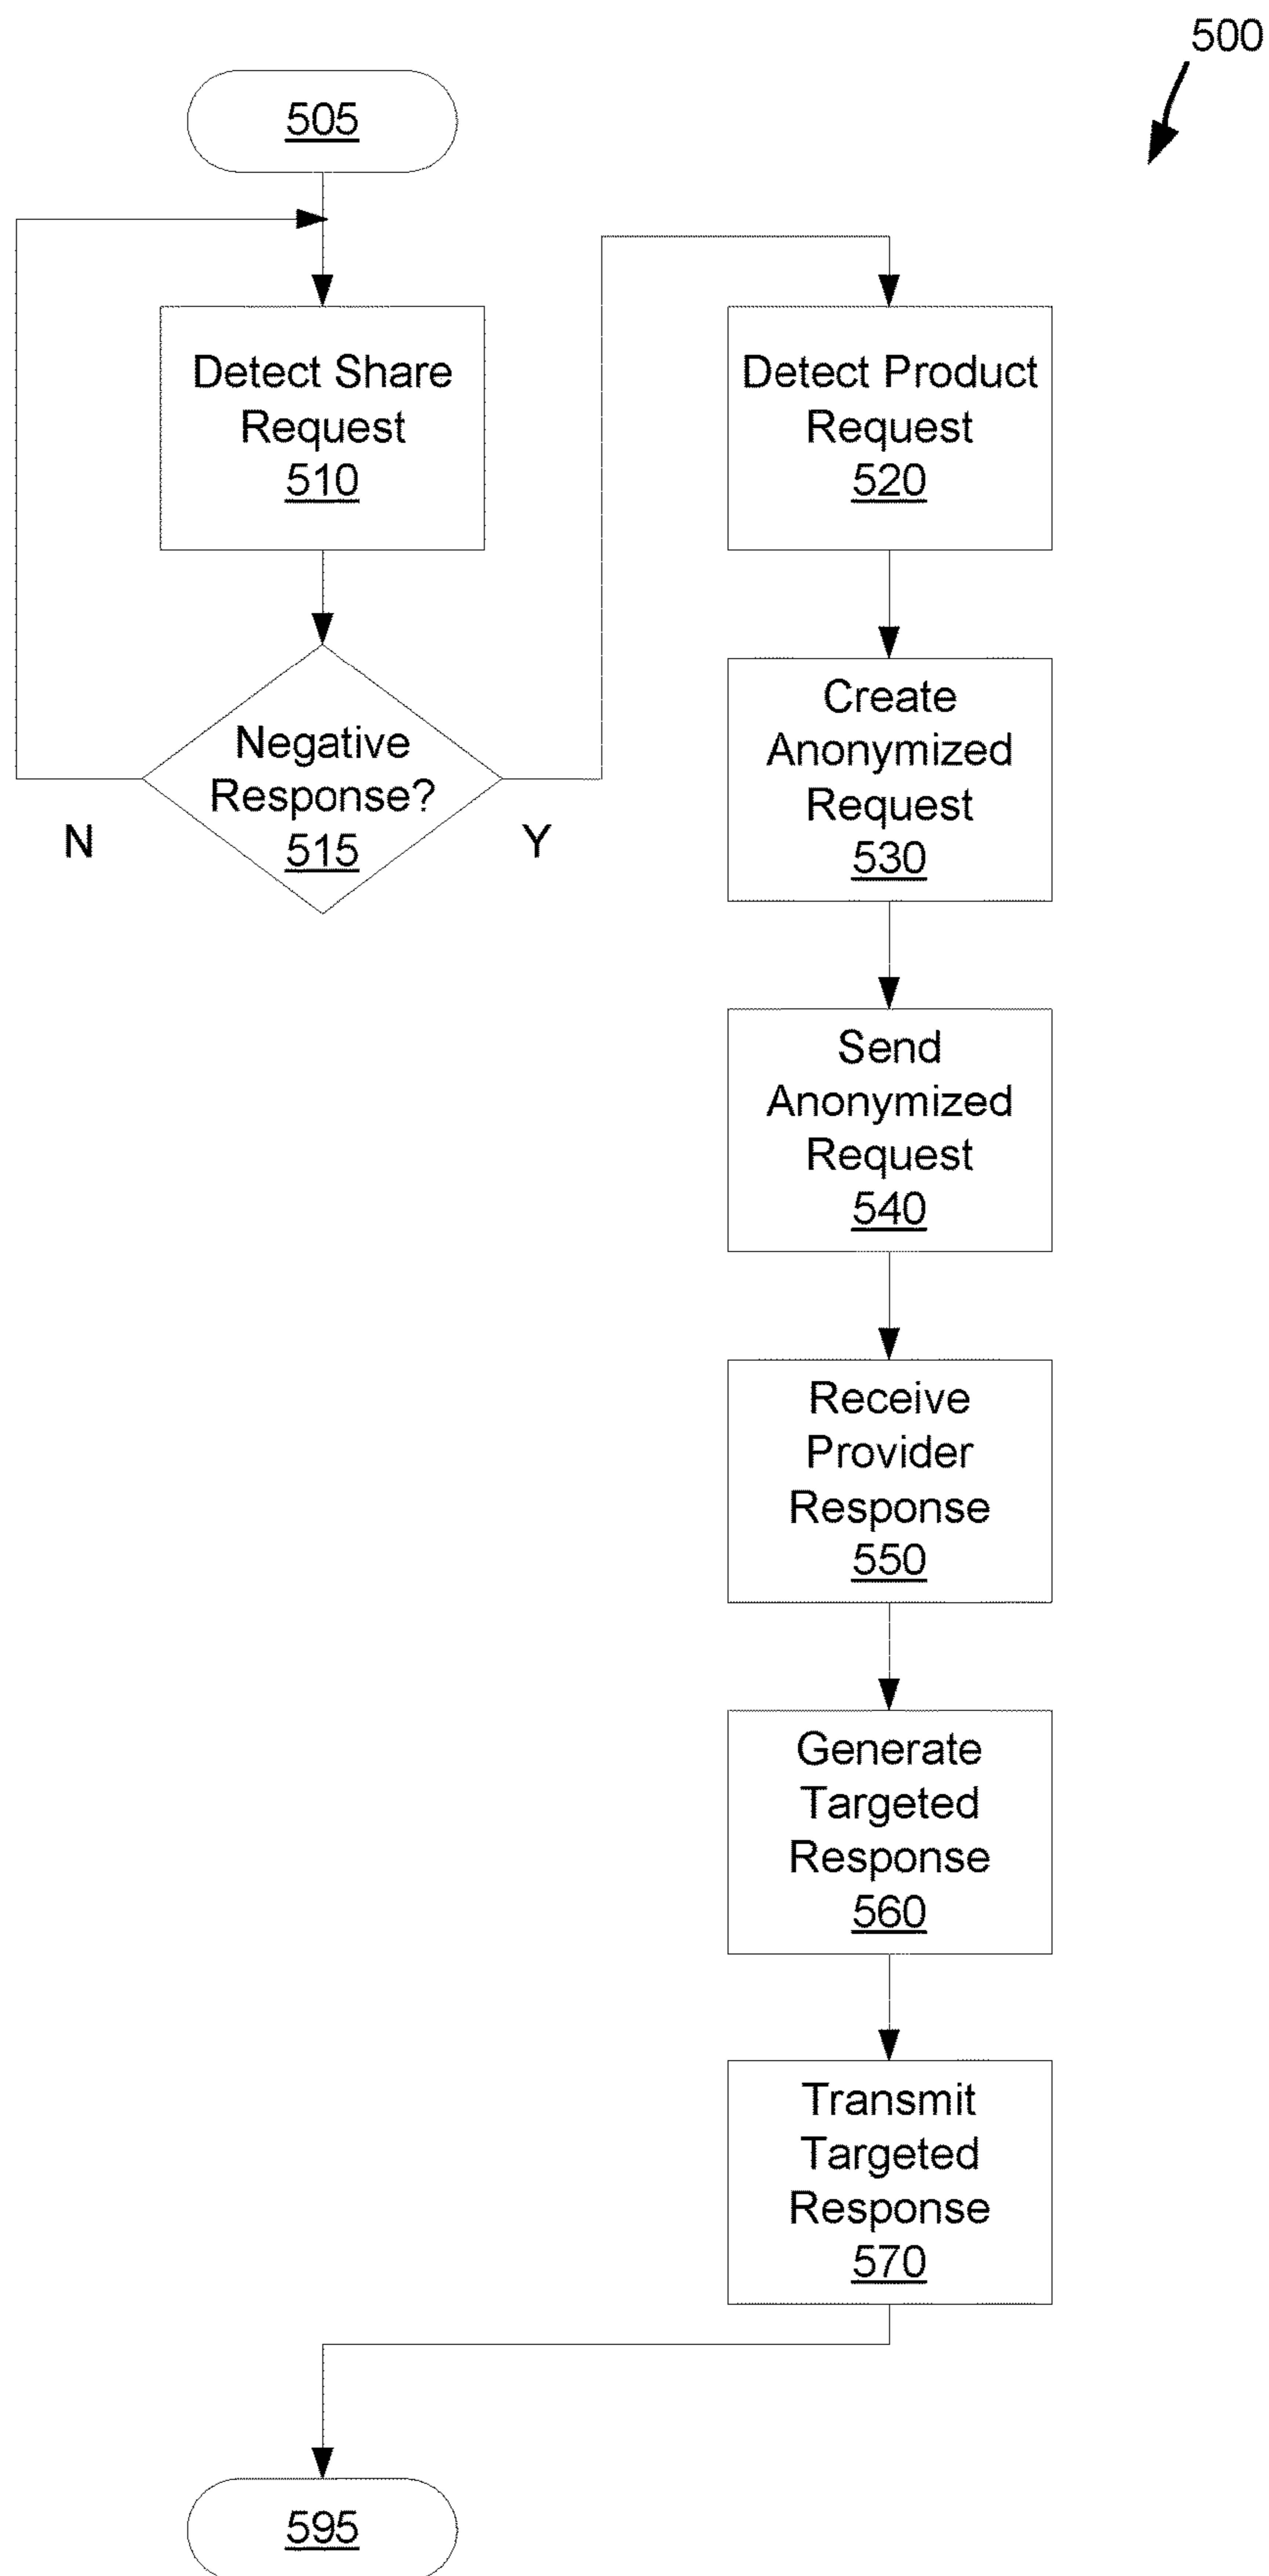 500
505
Detect Share
Request
510
Negative
Response?
515
N
Y
Detect Product
Request
520
Create
Anonymized
Request
530
Send
Anonymized
Request
540
Receive
Provider
Response
550
Generate
Targeted
Response
560
Transmit
Targeted
Response
570
595